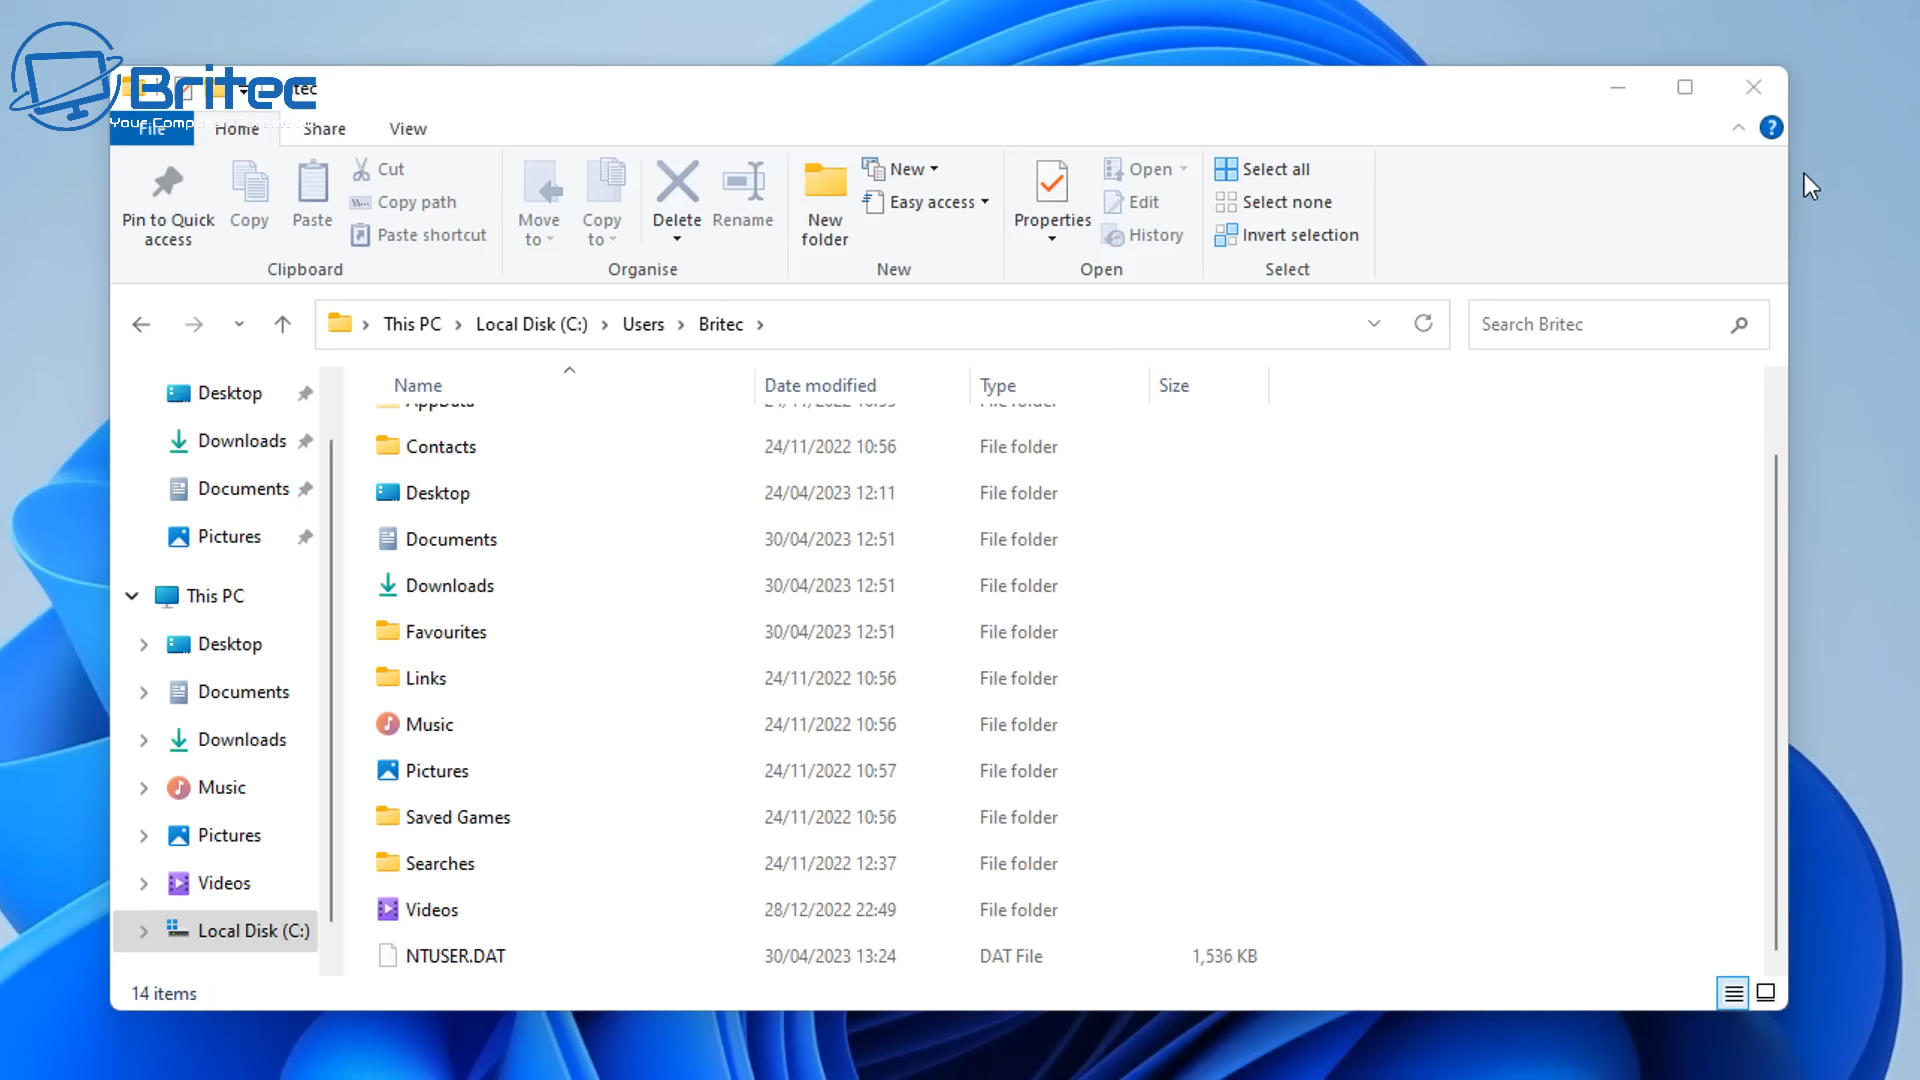 Britec
tec
Your Comp
File
Home
Share
View
Pin to Quick access
Copy
Paste
Cut
Copy path
Paste shortcut
Clipboard
Move to
Copy to
Delete
Rename
Organise
New folder
New
Easy access
New
Properties
Open
Edit
History
Open
Select all
Select none
Invert selection
Select
This PC
Local Disk (C:)
Users
Britec
Search Britec
Desktop
Downloads
Documents
Pictures
This PC
Desktop
Documents
Downloads
Music
Pictures
Videos
Local Disk (C:)
Name Date modified Type Size
AppData
Contacts 24/11/2022 10:56 File folder
Desktop 24/04/2023 12:11 File folder
Documents 30/04/2023 12:51 File folder
Downloads 30/04/2023 12:51 File folder
Favourites 30/04/2023 12:51 File folder
Links 24/11/2022 10:56 File folder
Music 24/11/2022 10:56 File folder
Pictures 24/11/2022 10:57 File folder
Saved Games 24/11/2022 10:56 File folder
Searches 24/11/2022 12:37 File folder
Videos 28/12/2022 22:49 File folder
NTUSER.DAT 30/04/2023 13:24 DAT File 1,536 KB
14 items